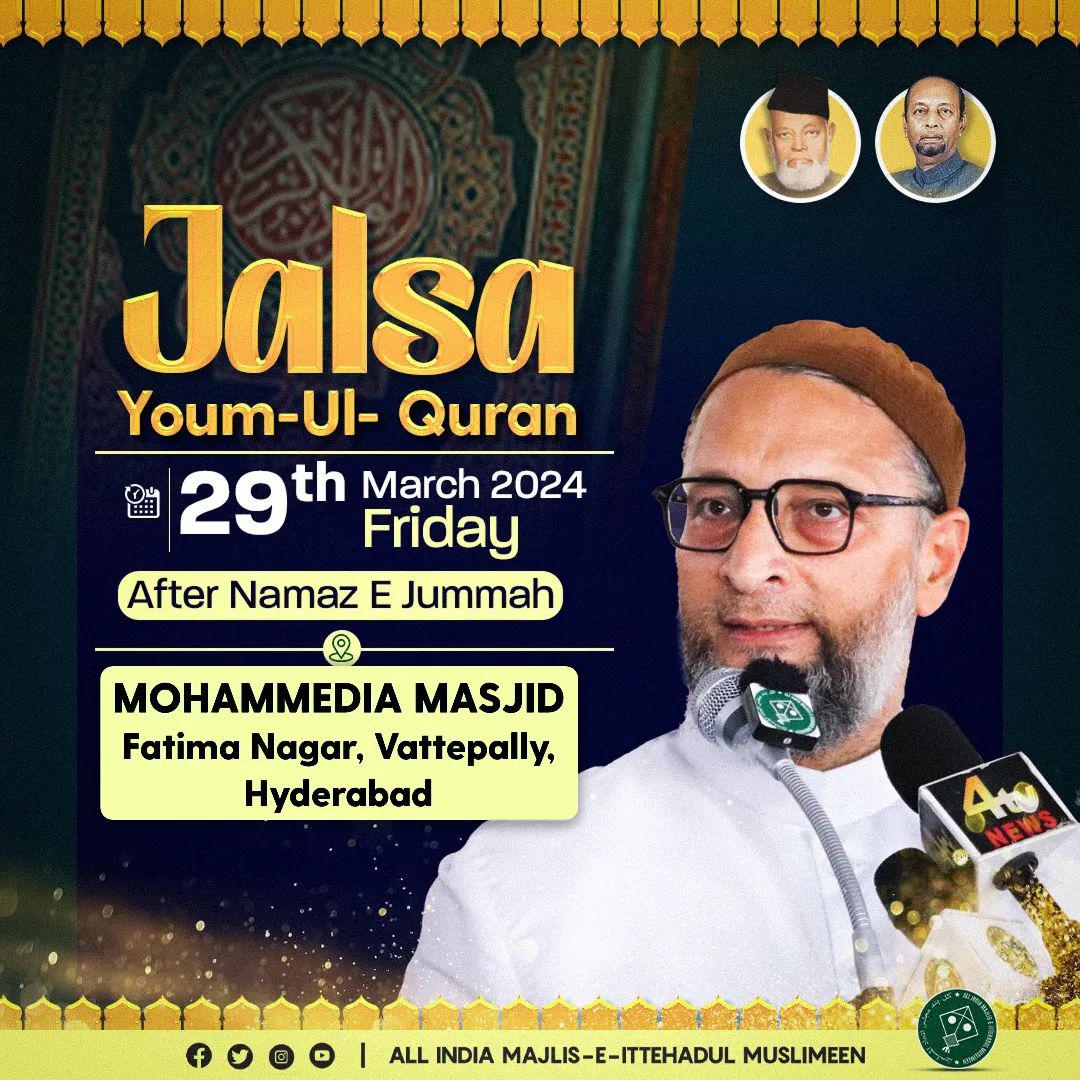 Jalsa
Youm-Ul- Quran
29th March 2024
Friday
After Namaz E Jummah
MOHAMMEDIA MASJID
Fatima Nagar, Vattepally,
Hyderabad
Atv
NEWS
| ALL INDIA MAJLIS-E-ITTEHADUL MUSLIMEEN